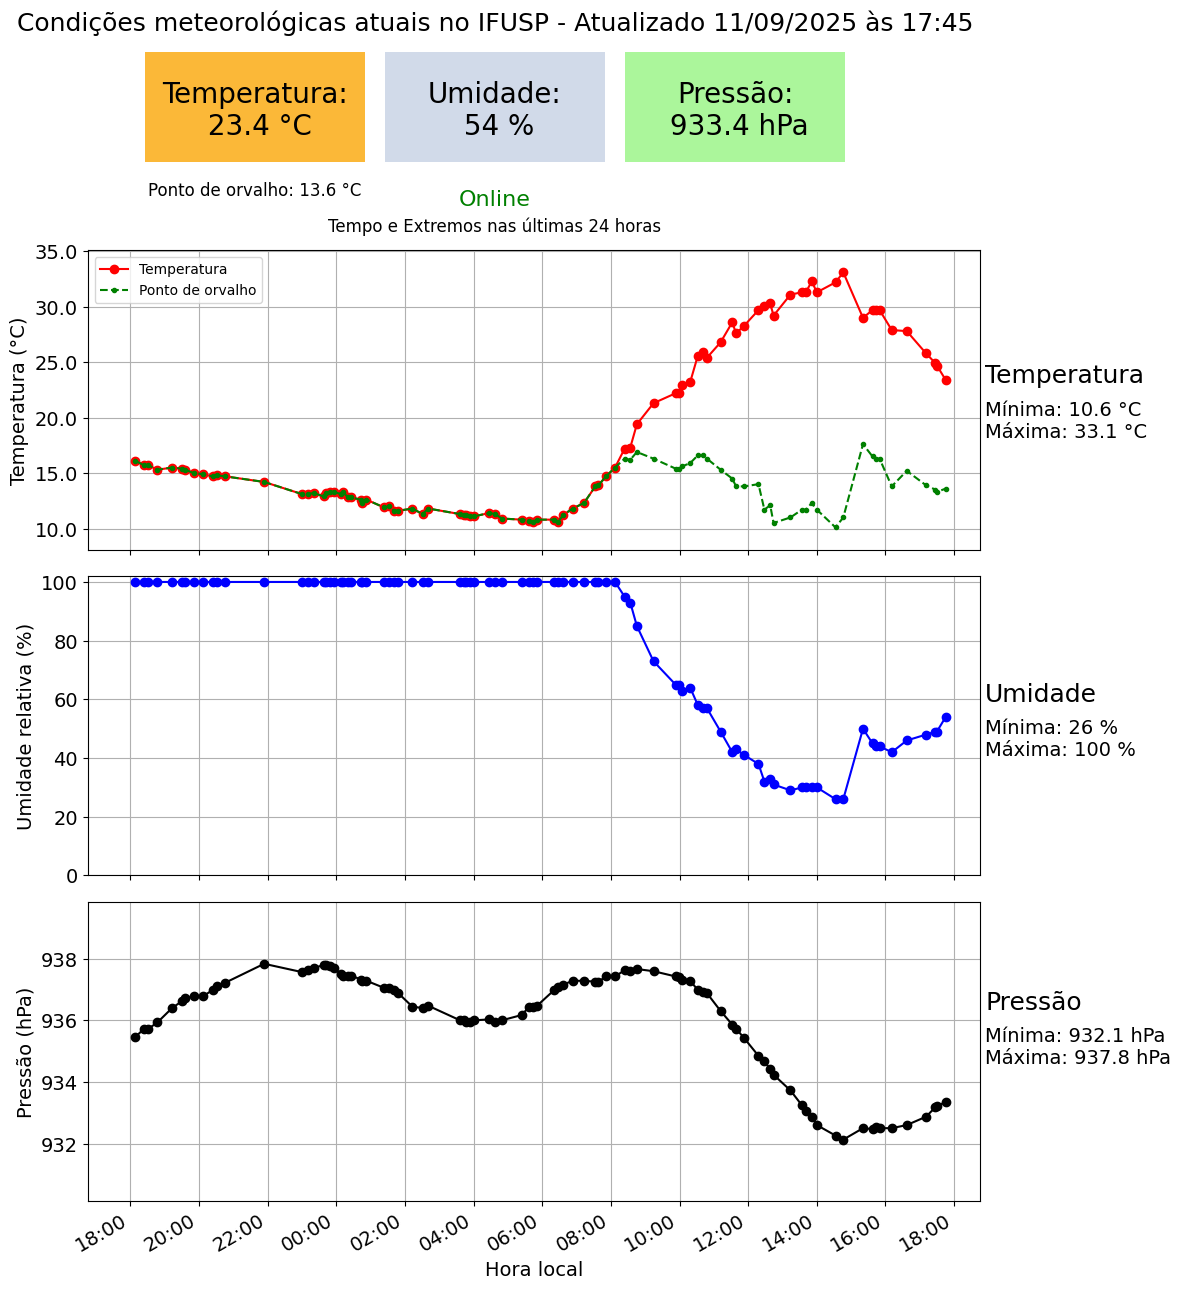 Condições meteorológicas atuais no IFUSP - Atualizado 11/09/2025 às 17:45
Temperatura:
23.4 °C
Umidade:
54 %
Pressão:
933.4 hPa
Ponto de orvalho: 13.6 °C
Online
Tempo e Extremos nas últimas 24 horas
Temperatura (°C)
35.0
30.0
25.0
20.0
15.0
10.0
Temperatura
Ponto de orvalho
Temperatura
Mínima: 10.6 °C
Máxima: 33.1 °C
Umidade relativa (%)
100
80
60
40
20
0
Umidade
Mínima: 26 %
Máxima: 100 %
Pressão (hPa)
938
936
934
932
Pressão
Mínima: 932.1 hPa
Máxima: 937.8 hPa
18:00
20:00
22:00
00:00
02:00
04:00
06:00
08:00
10:00
12:00
14:00
16:00
18:00
Hora local